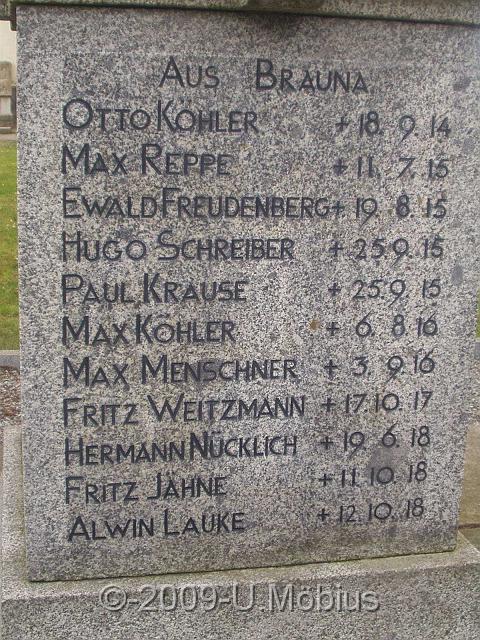 AUS BRAUNA
OTTO KÖHLER + 18. 9. 14
MAX REPPE + 11. 7. 15
EWALD FREUDENBERG + 19. 8. 15
HUGO SCHREIBER + 25.9. 15
PAUL KRAUSE + 25.9. 15
MAX KÖHLER + 6. 8 16
MAX MENSCHNER + 3. 9. 16
FRITZ WEITZMANN + 17. 10. 17
HERMANN NÜCKLICH + 19. 6. 18
FRITZ JÄHNE + 11. 10. 18
ALWIN LAUKE + 12. 10. 18
©-2009-U.Möbius